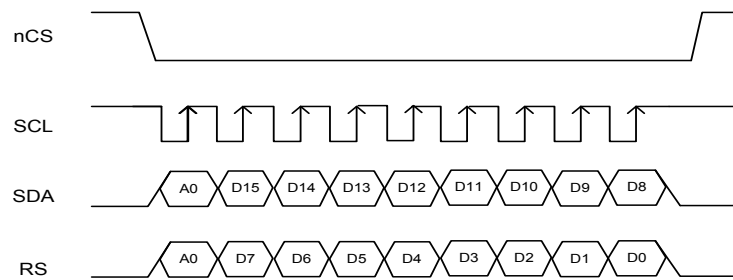 nCS
SCL
SDA A0 D15 D14 D13 D12 D11 D10 D9 D8
RS A0 D7 D6 D5 D4 D3 D2 D1 D0